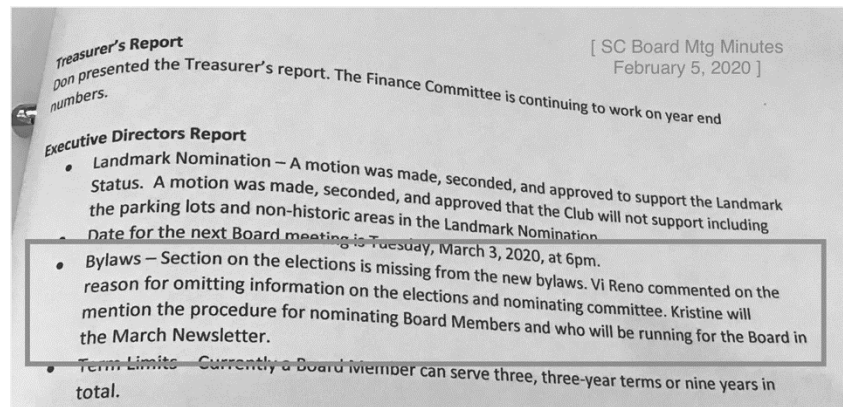 [ SC Board Mtg Minutes
February 5, 2020 ]
Treasurer's Report
Don presented the Treasurer's report. The Finance Committee is continuing to work on year end
numbers.
Executive Directors Report
• Landmark Nomination – A motion was made, seconded, and approved to support the Landmark
Status. A motion was made, seconded, and approved that the Club will not support including
the parking lots and non-historic areas in the Landmark Nomination.
• Date for the next Board meeting is Tuesday, March 3, 2020, at 6pm.
• Bylaws – Section on the elections is missing from the new bylaws. Vi Reno commented on the
reason for omitting information on the elections and nominating committee. Kristine will
mention the procedure for nominating Board Members and who will be running for the Board in
the March Newsletter.
• Term Limits – Currently a Board Member can serve three, three-year terms or nine years in
total.